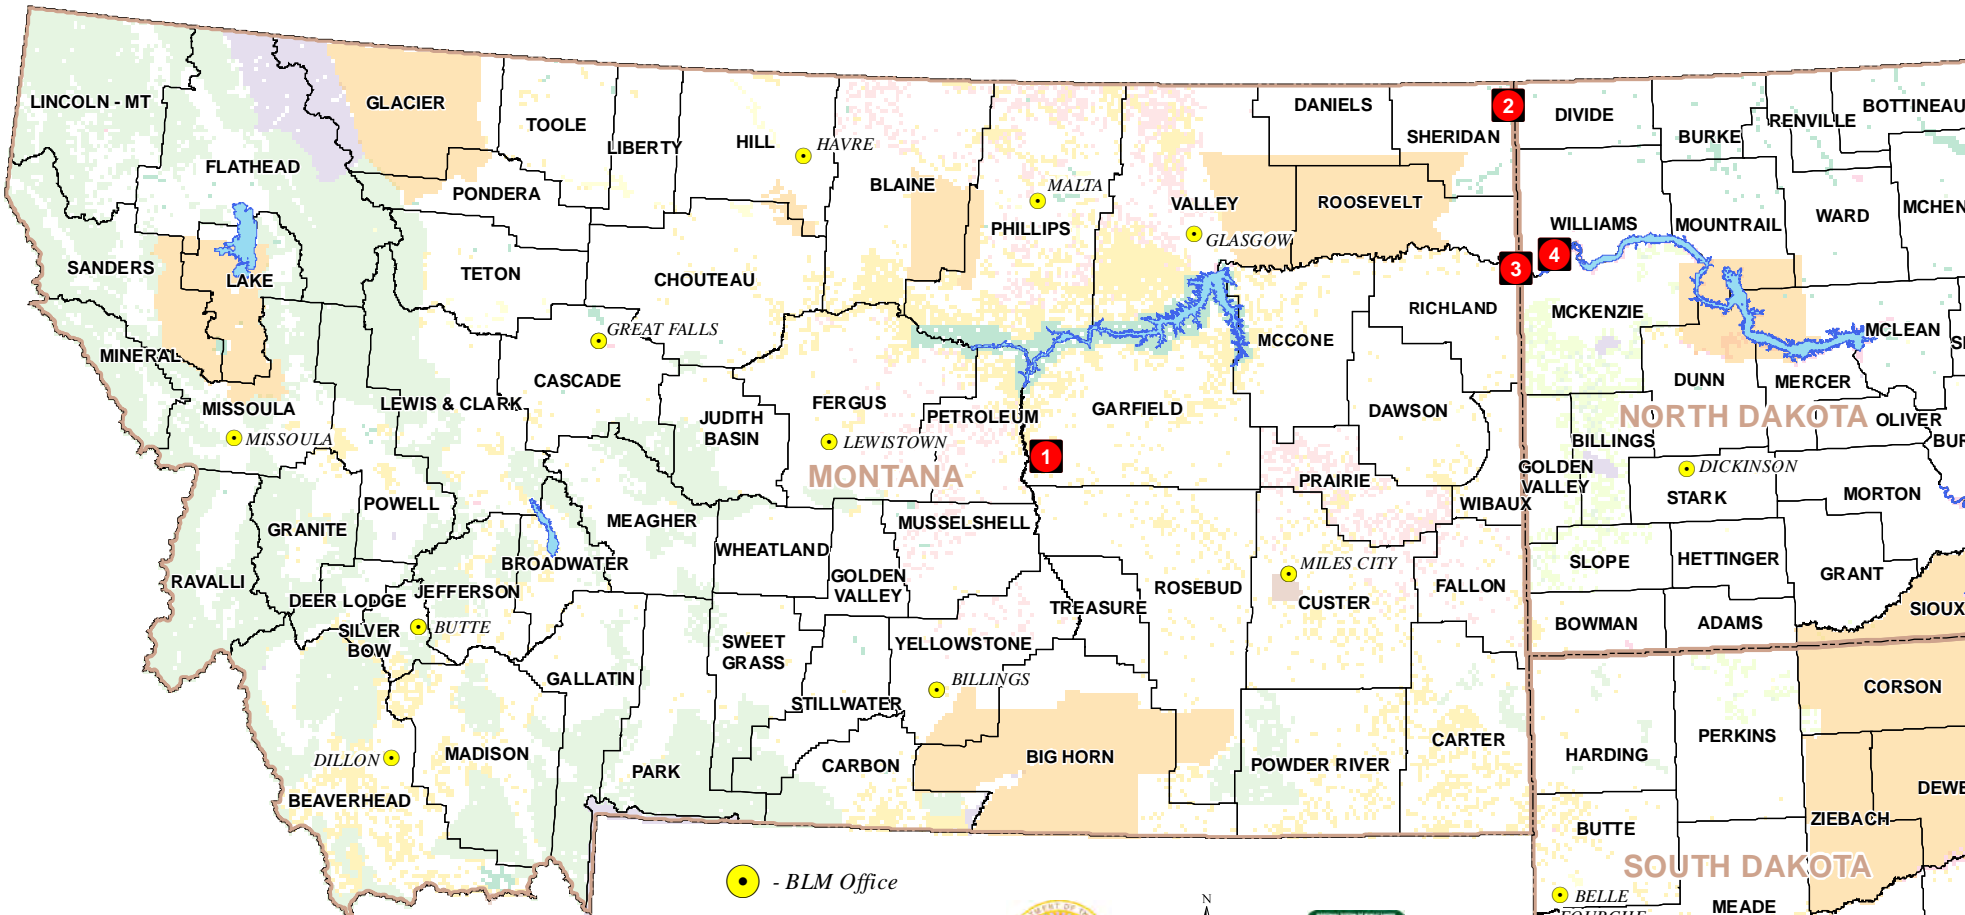 LINCOLN - MT
FLATHEAD
GLACIER
TOOLE
LIBERTY
HILL
HAVRE
BLAINE
PHILLIPS
MALTA
VALLEY
GLASGOW
DANIELS
SHERIDAN
ROOSEVELT
2
DIVIDE
BURKE
RENVILLE
BOTTINEAU
WILLIAMS
MOUNTRAIL
WARD
MCHEN
PONDERA
SANDERS
LAKE
TETON
CHOUTEAU
3
4
RICHLAND
MCKENZIE
MCLEAN
MINERAL
GREAT FALLS
CASCADE
MCCONE
DUNN
MERCER
MISSOULA
MISSOULA
LEWIS & CLARK
JUDITH
BASIN
FERGUS
LEWISTOWN
PETROLEUM
GARFIELD
DAWSON
NORTH DAKOTA
OLIVER
BUR
BILLINGS
1
MONTANA
PRAIRIE
WIBAUX
GOLDEN
VALLEY
DICKINSON
STARK
MORTON
POWELL
GRANITE
MEAGHER
MUSSELSHELL
WHEATLAND
BROADWATER
GOLDEN
VALLEY
RAVALLI
DEER LODGE
JEFFERSON
SILVER
BOW
BUTTE
TREASURE
ROSEBUD
MILES CITY
CUSTER
FALLON
SLOPE
HETTINGER
GRANT
SIOUX
BOWMAN
ADAMS
SWEET
GRASS
YELLOWSTONE
BILLINGS
GALLATIN
STILLWATER
CORSON
DILLON
MADISON
PARK
CARBON
BIG HORN
POWDER RIVER
CARTER
HARDING
PERKINS
BEAVERHEAD
DEWE
ZIEBACH
BUTTE
SOUTH DAKOTA
- BLM Office
N
BELLE
FOURCHE
MEADE